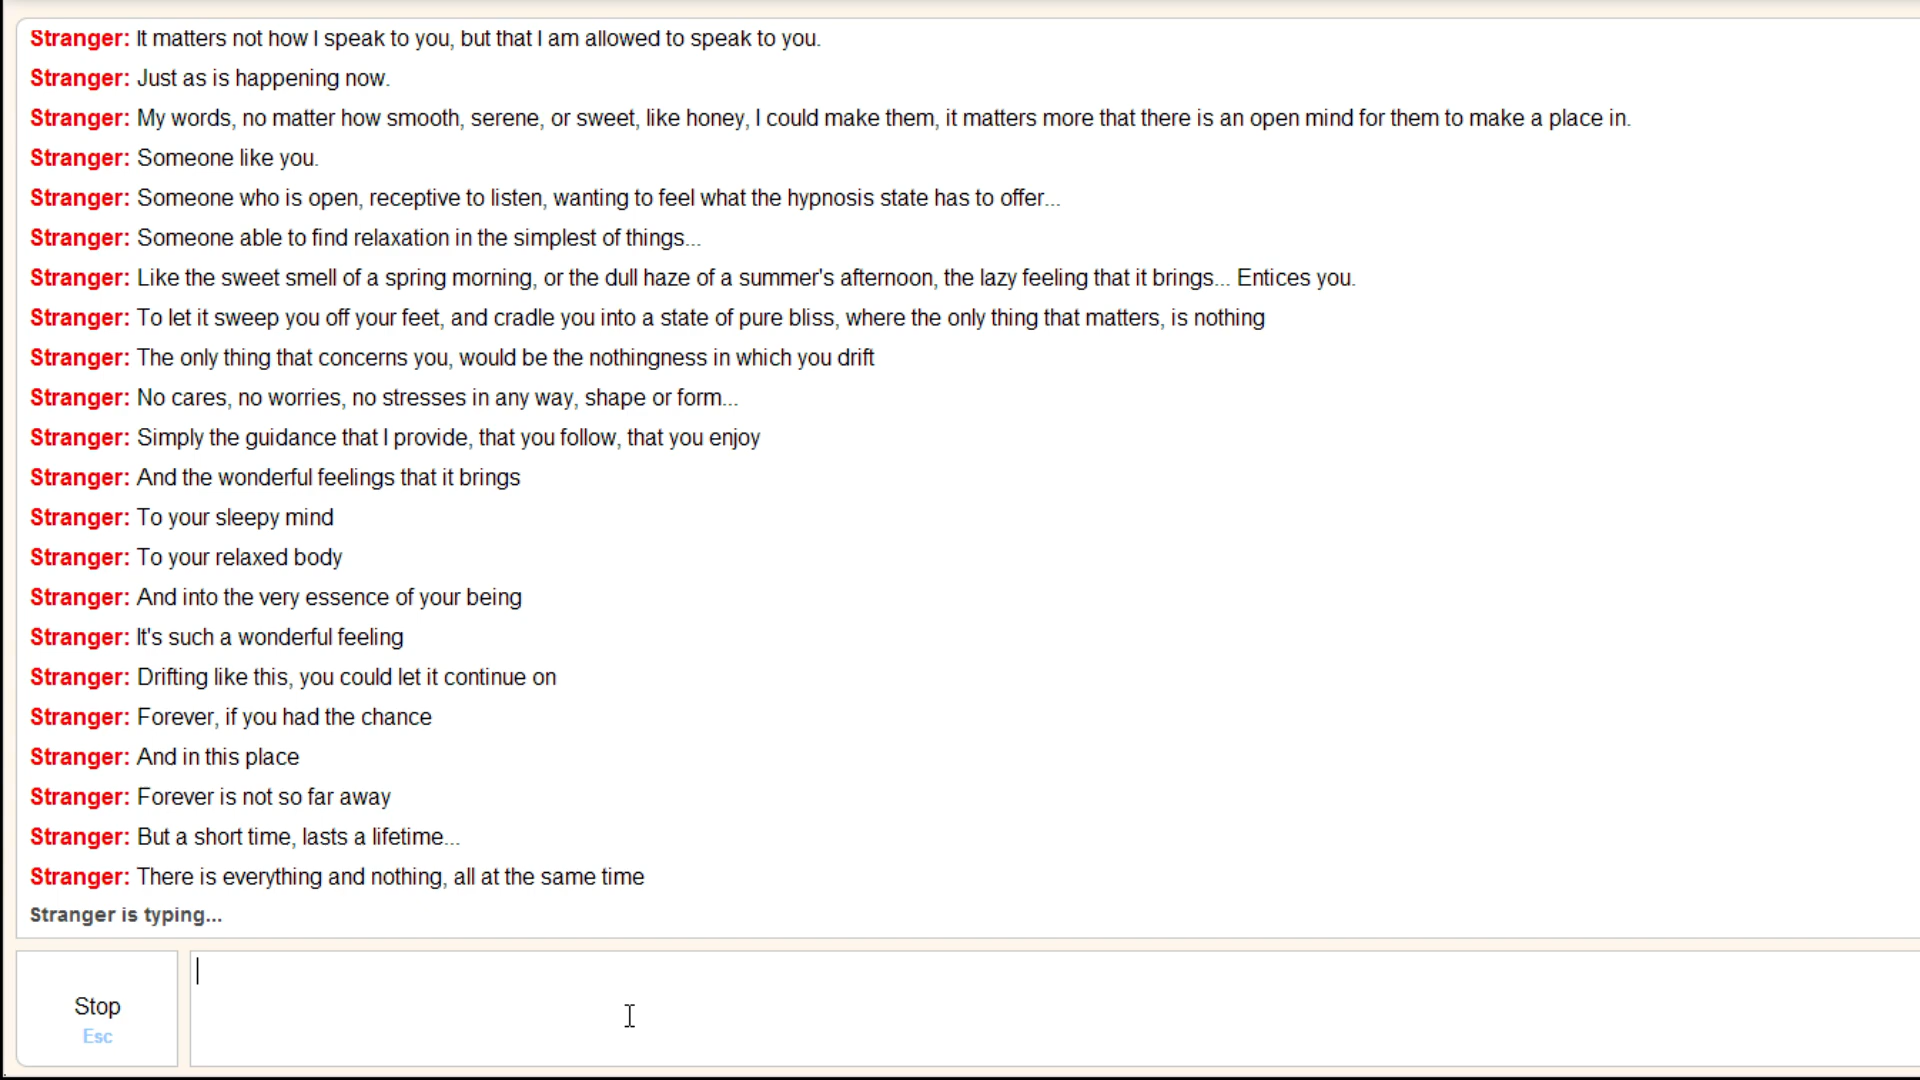 Stranger: It matters not how I speak to you, but that I am allowed to speak to you.
Stranger: Just as is happening now.
Stranger: My words, no matter how smooth, serene, or sweet, like honey, I could make them, it matters more that there is an open mind for them to make a place in.
Stranger: Someone like you.
Stranger: Someone who is open, receptive to listen, wanting to feel what the hypnosis state has to offer...
Stranger: Someone able to find relaxation in the simplest of things...
Stranger: Like the sweet smell of a spring morning, or the dull haze of a summer's afternoon, the lazy feeling that it brings... Entices you.
Stranger: To let it sweep you off your feet, and cradle you into a state of pure bliss, where the only thing that matters, is nothing
Stranger: The only thing that concerns you, would be the nothingness in which you drift
Stranger: No cares, no worries, no stresses in any way, shape or form...
Stranger: Simply the guidance that I provide, that you follow, that you enjoy
Stranger: And the wonderful feelings that it brings
Stranger: To your sleepy mind
Stranger: To your relaxed body
Stranger: And into the very essence of your being
Stranger: It's such a wonderful feeling
Stranger: Drifting like this, you could let it continue on
Stranger: Forever, if you had the chance
Stranger: And in this place
Stranger: Forever is not so far away
Stranger: But a short time, lasts a lifetime...
Stranger: There is everything and nothing, all at the same time
Stranger is typing...
Stop
Esc